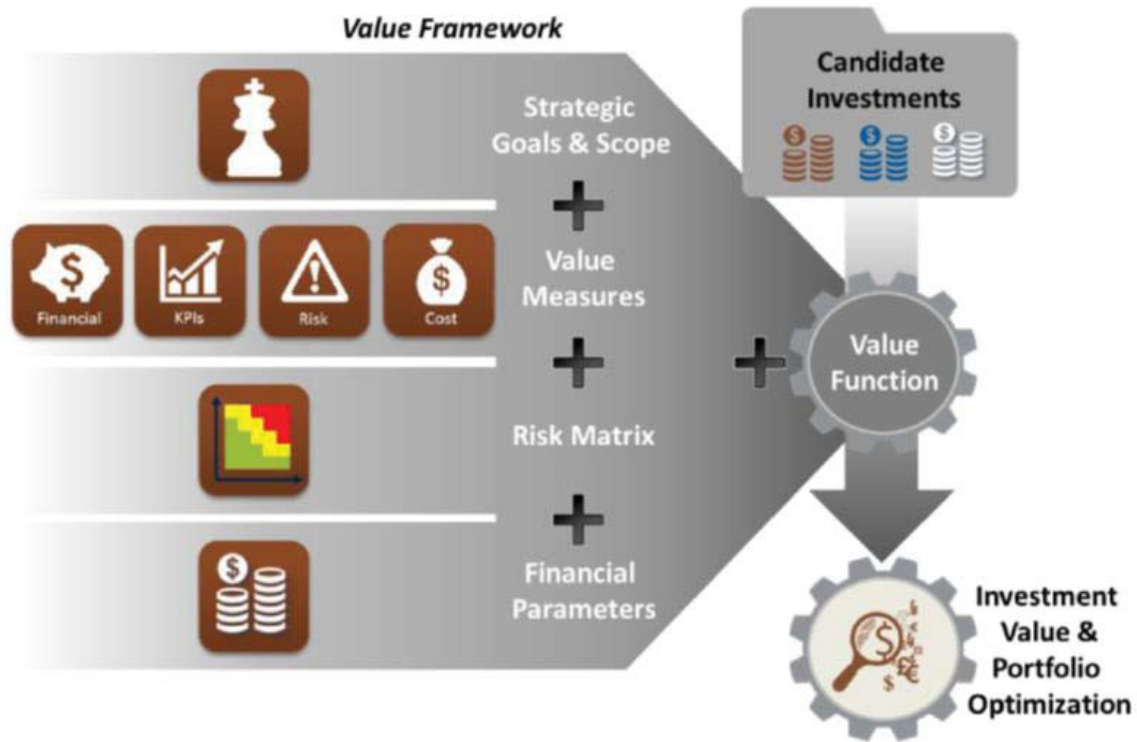 Value Framework
Strategic
Goals & Scope
Financial
KPIs
Risk
Cost
Value
Measures
Risk Matrix
Financial
Parameters
Candidate
Investments
$ $ $
Value
Function
Investment
Value &
Portfolio
Optimization